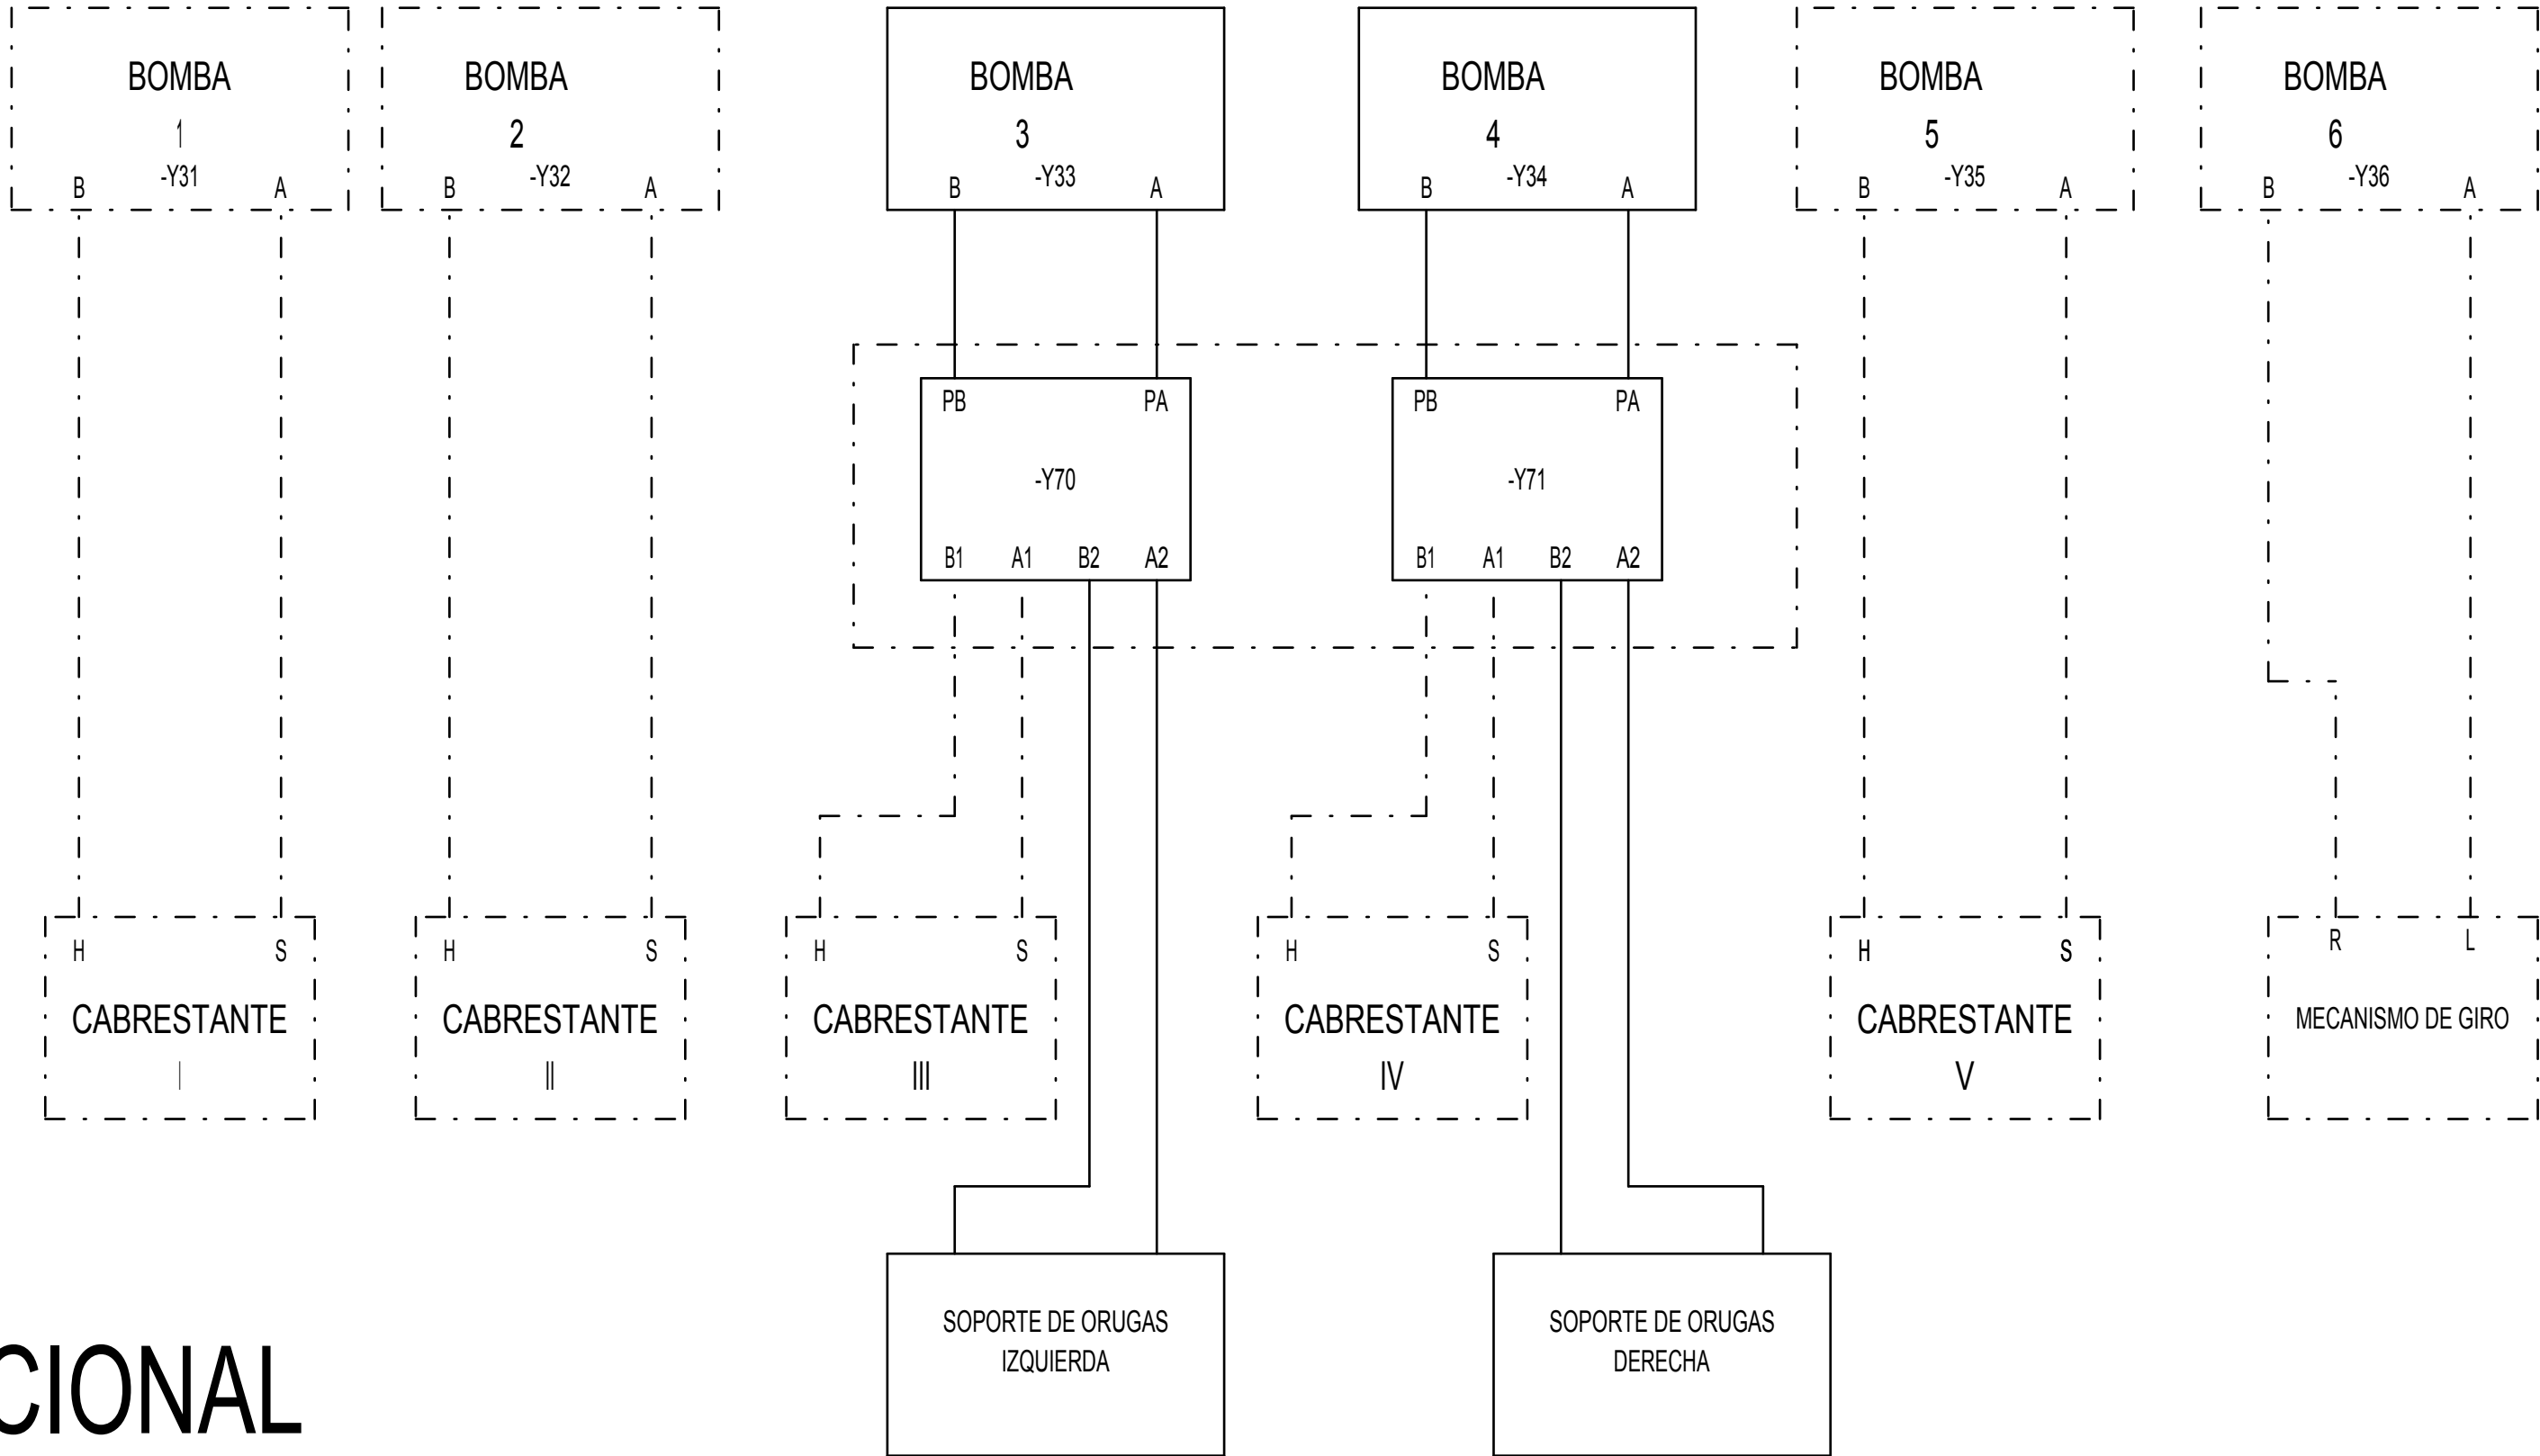 BOMBA
1
-Y31
B
A
BOMBA
2
-Y32
B
A
BOMBA
3
-Y33
B
A
BOMBA
4
-Y34
B
A
BOMBA
5
-Y35
B
A
BOMBA
6
-Y36
B
A
PB PA
-Y70
B1 A1 B2 A2
PB PA
-Y71
B1 A1 B2 A2
H S
CABRESTANTE
I
H S
CABRESTANTE
II
H S
CABRESTANTE
III
H S
CABRESTANTE
IV
H S
CABRESTANTE
V
R L
MECANISMO DE GIRO
SOPORTE DE ORUGAS
IZQUIERDA
SOPORTE DE ORUGAS
DERECHA
CIONAL